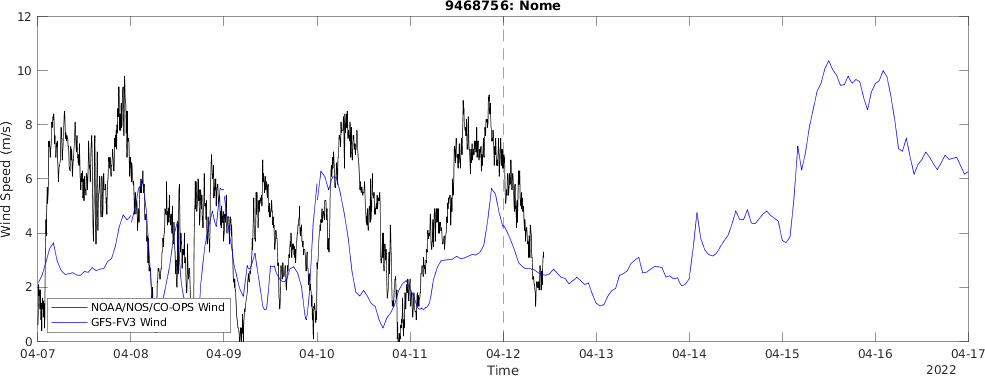 9468756: Nome
12
10
8
6
4
2
0
Wind Speed (m/s)
NOAA/NOS/CO-OPS Wind
GFS-FV3 Wind
04-07 04-08 04-09 04-10 04-11 04-12 04-13 04-14 04-15 04-16 04-17
Time
2022